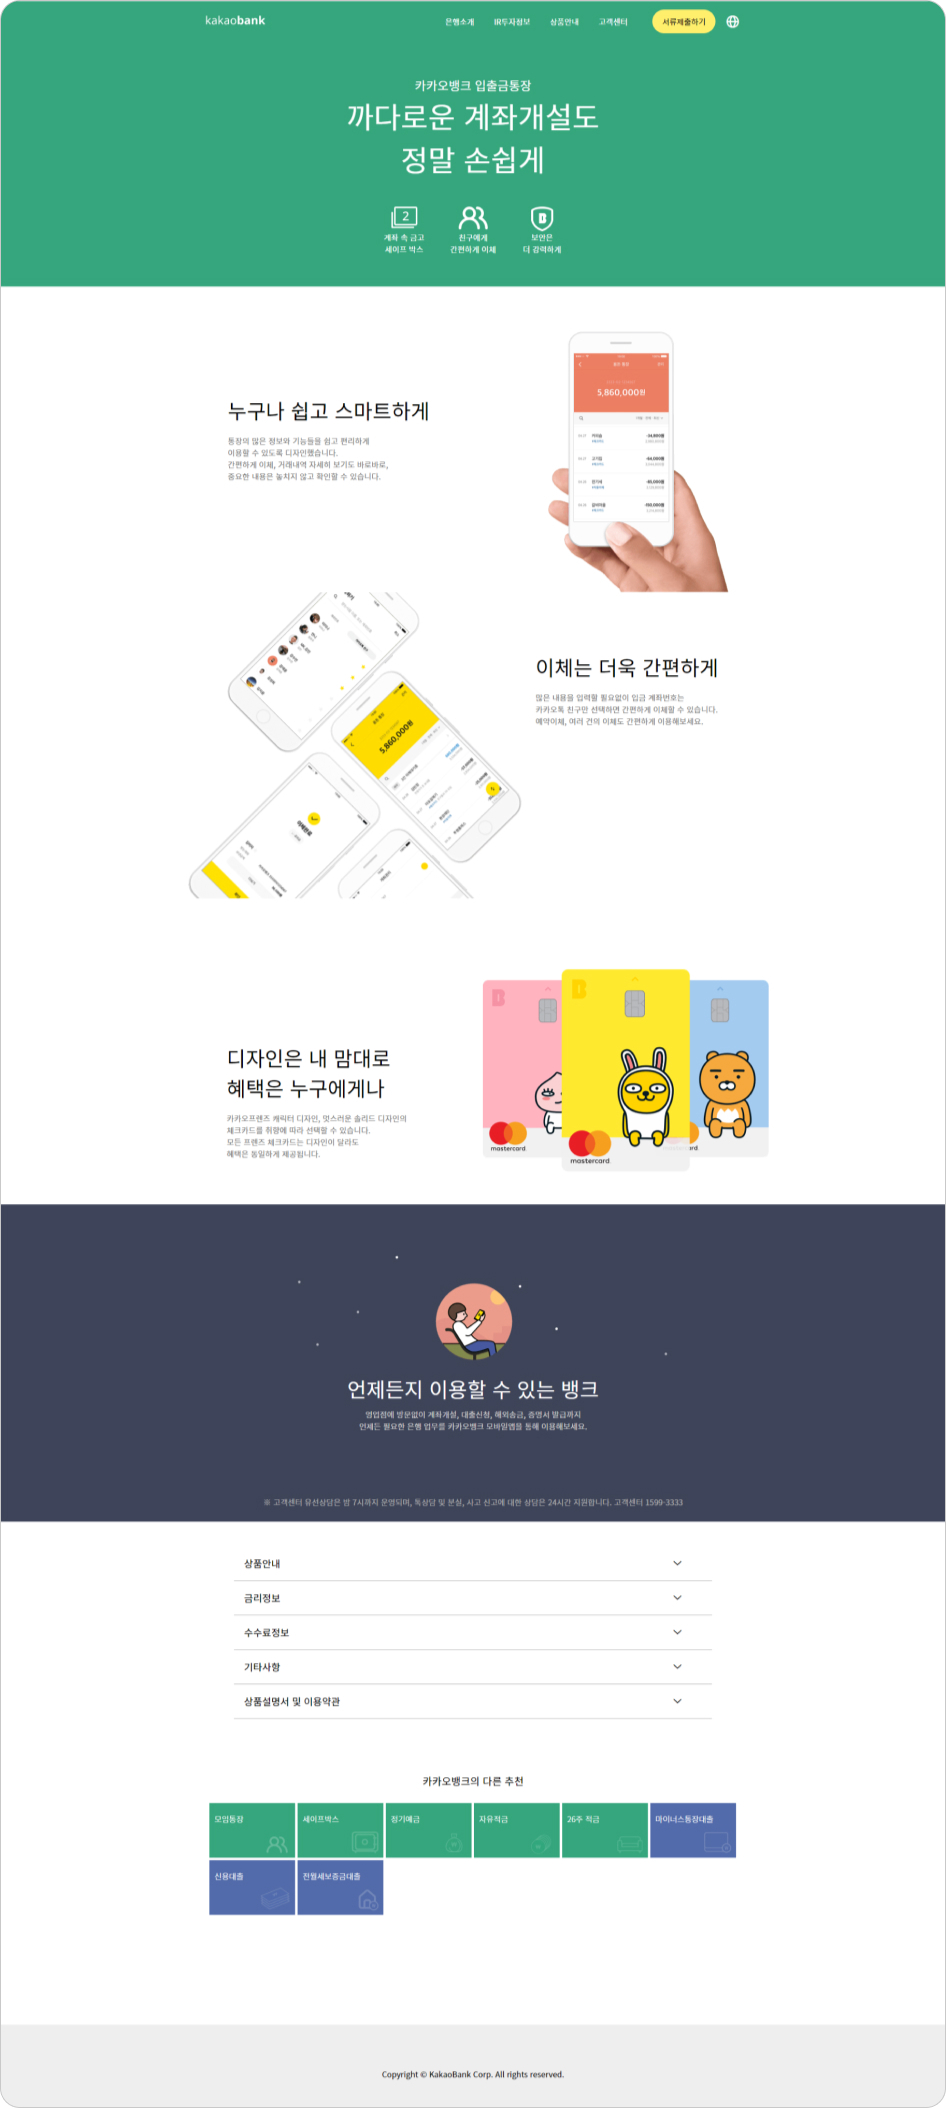 kakaobank
은행소개 IR투자정보 상품안내 고객센터 서류제출하기
카카오뱅크 입출금통장
까다로운 계좌개설도
정말 손쉽게
2
계좌 속 금고
세이프 박스
친구에게
간편하게 이체
보안은
더 강력하게
5,860,000원
누구나 쉽고 스마트하게
통장의 많은 정보와 기능들을 쉽고 편리하게
이용할 수 있도록 디자인했습니다.
간편하게 이체, 거래내역 자세히 보기도 바로바로,
중요한 내용은 놓치지 않고 확인할 수 있습니다.
이체는 더욱 간편하게
많은 내용을 입력할 필요없이 입금 계좌번호는
카카오톡 친구만 선택하면 간편하게 이체할 수 있습니다.
예약이체, 여러 건의 이체도 간편하게 이용해보세요.
5,860,000원
이체완료
디자인은 내 맘대로
혜택은 누구에게나
카카오프렌즈 캐릭터 디자인, 멋스러운 솔리드 디자인의
체크카드를 취향에 따라 선택할 수 있습니다.
모든 프렌즈 체크카드는 디자인이 달라도
혜택은 동일하게 제공됩니다.
mastercard
mastercard
언제든지 이용할 수 있는 뱅크
영업점에 방문없이 계좌개설, 대출신청, 해외송금, 증명서 발급까지
언제든 필요한 은행 업무를 카카오뱅크 모바일앱을 통해 이용해보세요.
※ 고객센터 유선상담은 밤 7시까지 운영되며, 톡상담 및 분실, 사고 신고에 대한 상담은 24시간 지원합니다. 고객센터 1599-3333
상품안내
금리정보
수수료정보
기타사항
상품설명서 및 이용약관
카카오뱅크의 다른 추천
모임통장 세이프박스 정기예금 자유적금 26주 적금 마이너스통장대출
신용대출 전월세보증금대출
Copyright © KakaoBank Corp. All rights reserved.